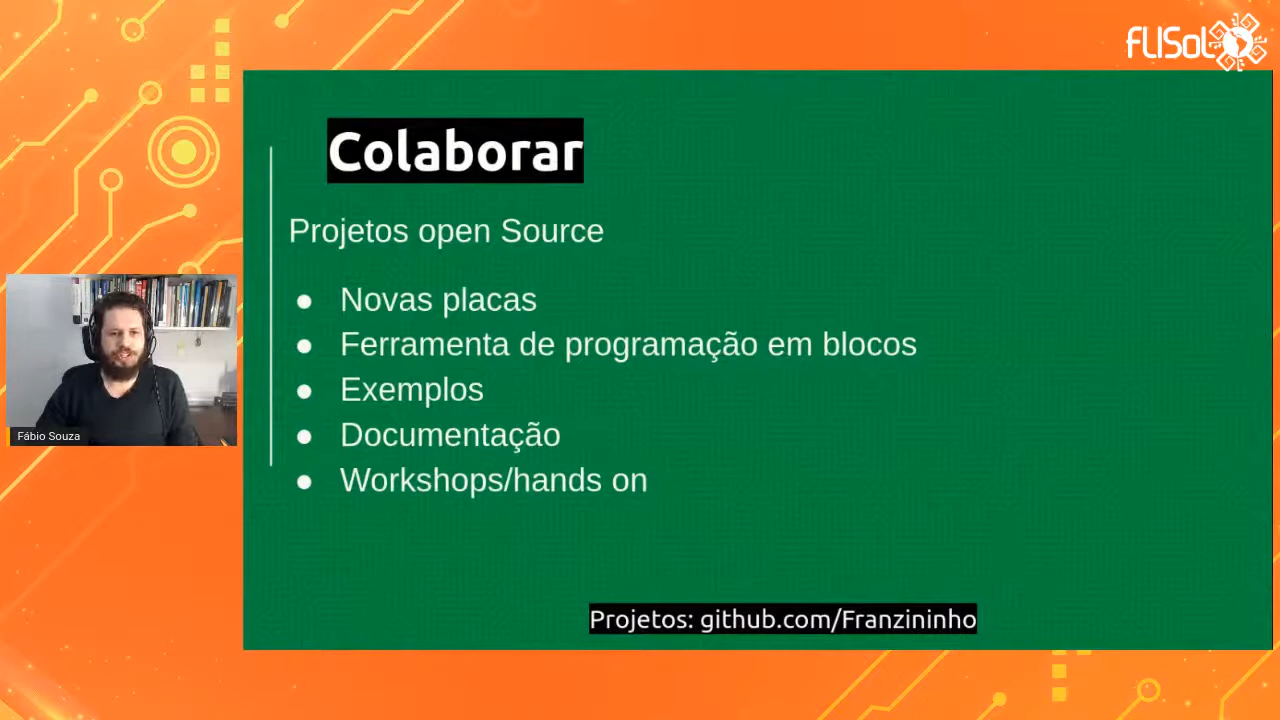 FLISoL
Colaborar
Projetos open Source
Novas placas
Ferramenta de programação em blocos
Exemplos
Documentação
Workshops/hands on
Fábio Souza
Projetos: github.com/Franzininho